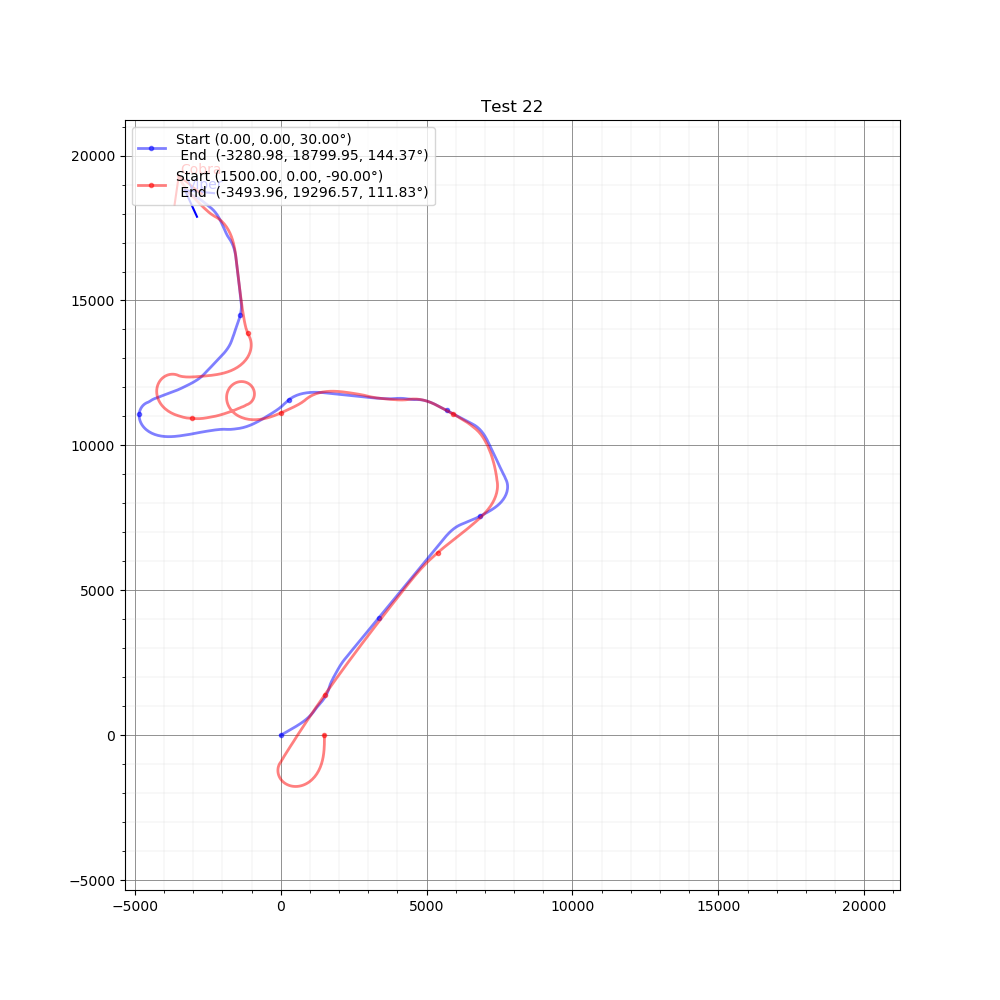 Test 22
Start (0.00, 0.00, 30.00°)
End (-3280.98, 18799.95, 144.37°)
Start (1500.00, 0.00, -90.00°)
End (-3493.96, 19296.57, 111.83°)
Cobra
20000
15000
10000
5000
0
−5000
−5000 0 5000 10000 15000 20000